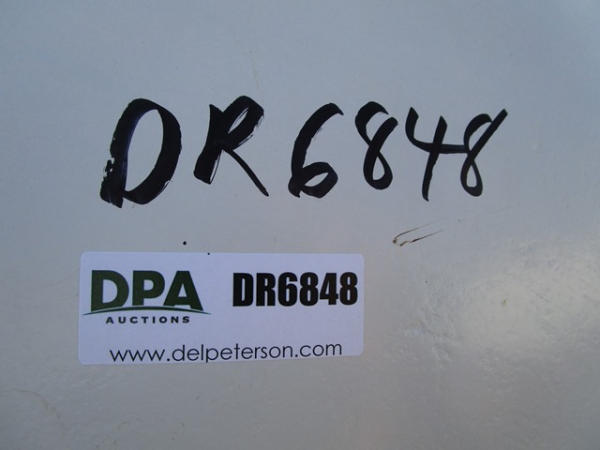 DR6848
DPA
AUCTIONS
DR6848
www.delpeterson.com